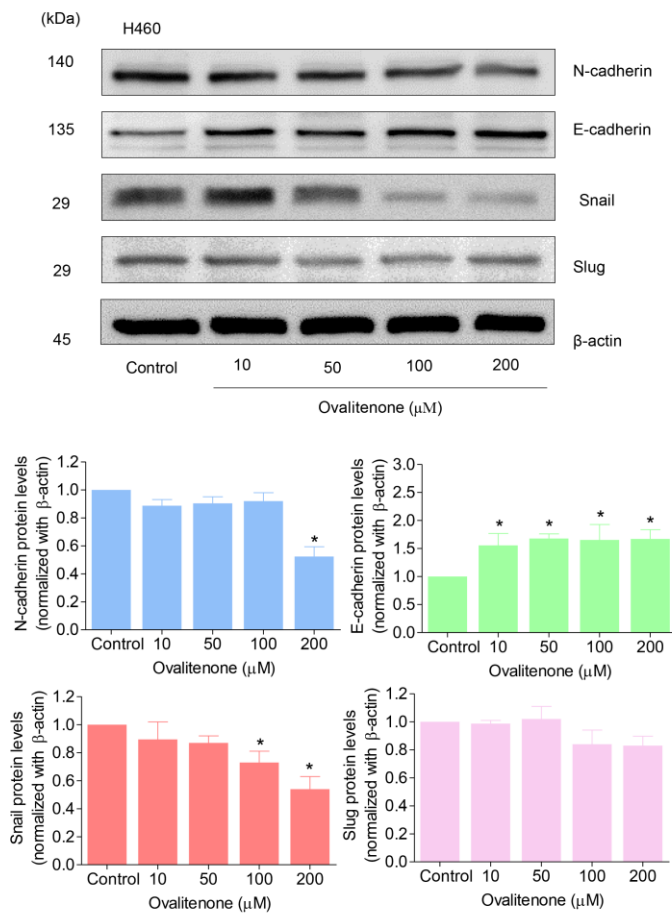 (kDa)
H460
140
N-cadherin
135
E-cadherin
29
Snail
29
Slug
45
β-actin
Control 10 50 100 200
Ovalitenone (μM)
N-cadherin protein levels
(normalized with β-actin)
1.2
1.0
0.8
0.6
0.4
0.2
0.0
*
Control 10 50 100 200
Ovalitenone (μM)
E-cadherin protein levels
(normalized with β-actin)
3.0
2.5
2.0
1.5
1.0
0.5
0.0
* * * *
Control 10 50 100 200
Ovalitenone (μM)
Snail protein levels
(normalized with β-actin)
1.2
1.0
0.8
0.6
0.4
0.2
0.0
* *
Control 10 50 100 200
Ovalitenone (μM)
Slug protein levels
(normalized with β-actin)
1.2
1.0
0.8
0.6
0.4
0.2
0.0
Control 10 50 100 200
Ovalitenone (μM)